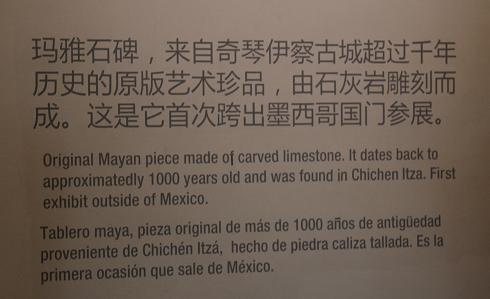 玛雅石碑，来自奇琴伊察古城超过千年
历史的原版艺术珍品，由石灰岩雕刻而
成。这是它首次跨出墨西哥国门参展。
Original Mayan piece made of carved limestone. It dates back to
approximatedly 1000 years old and was found in Chichen Itza. First
exhibit outside of Mexico.
Tablero maya, pieza original de más de 1000 años de antigüedad
proveniente de Chichén Itzá, hecho de piedra caliza tallada. Es la
primera ocasión que sale de México.